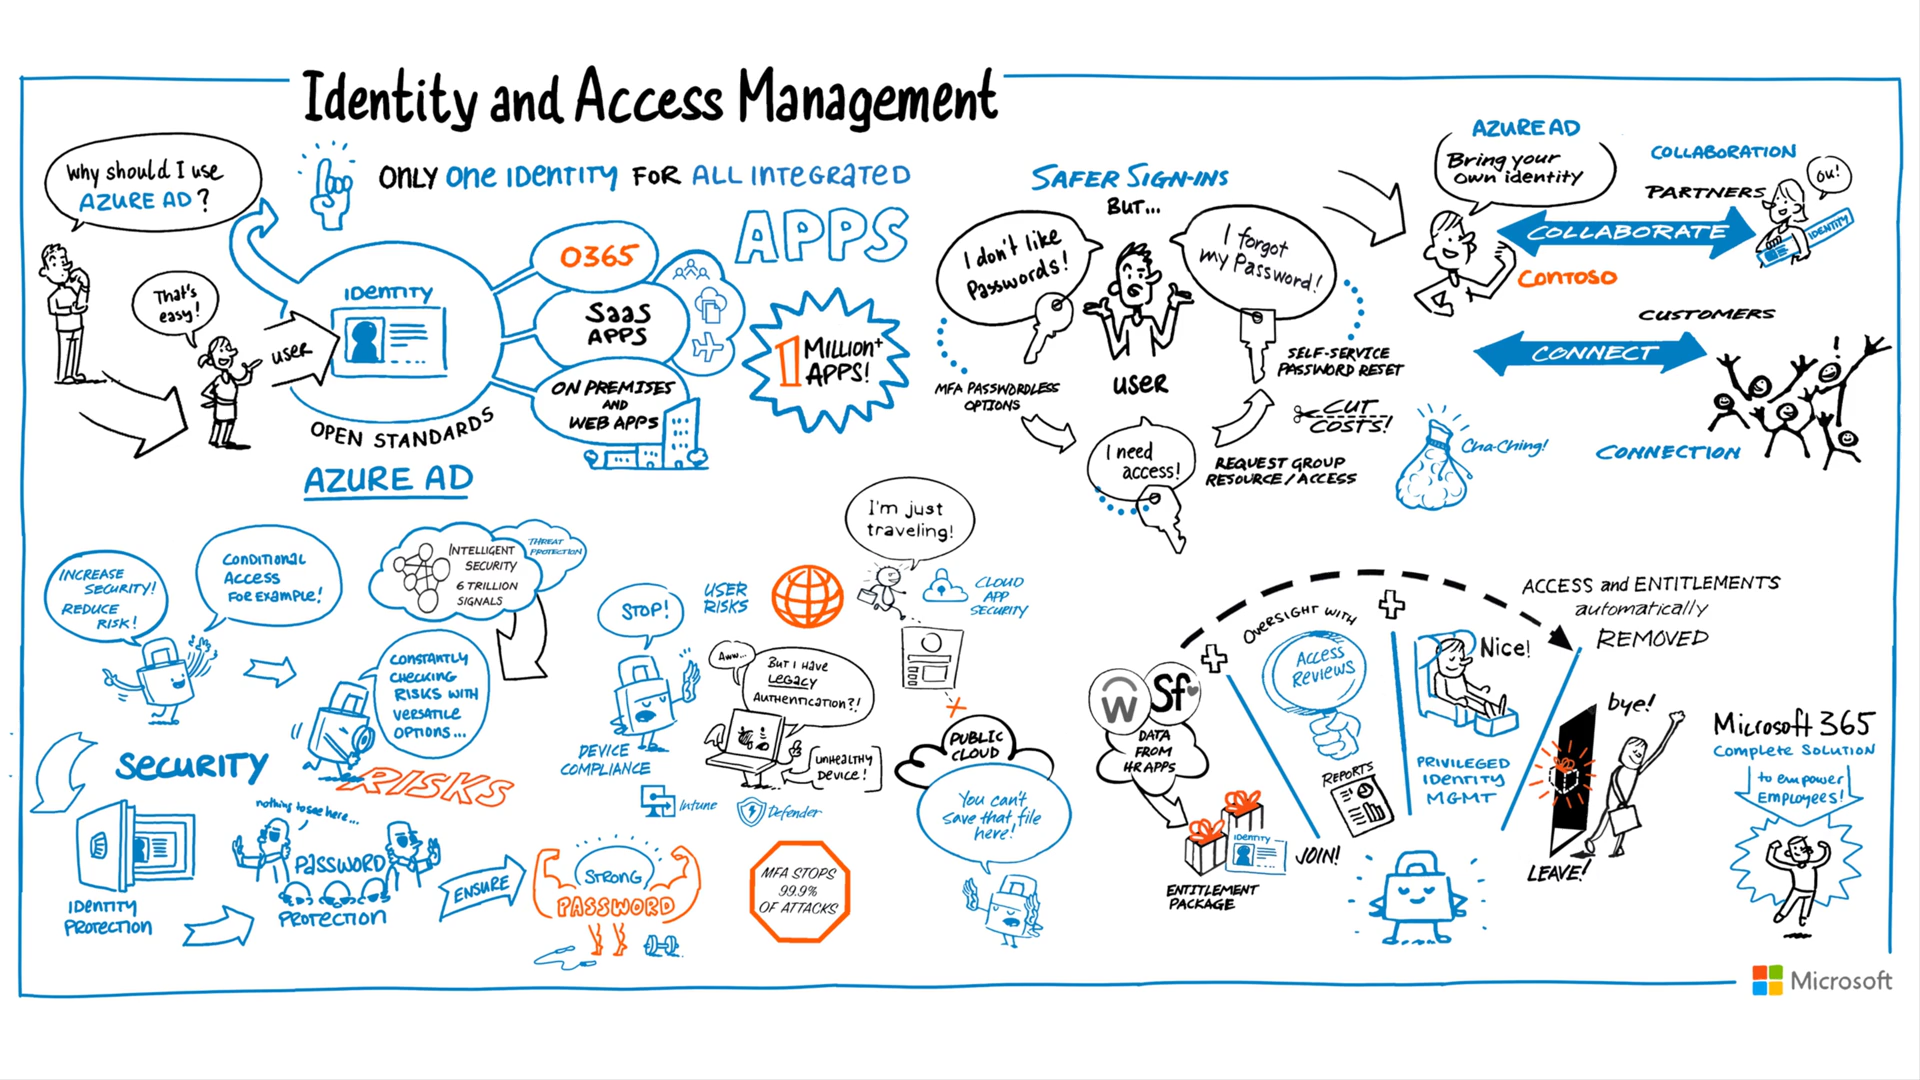 Identity and Access Management
Why should I use
AZURE AD?
That's
easy!
user
ONLY ONE IDENTITY FOR ALL INTEGRATED
APPS
IDENTITY
OPEN STANDARDS
AZURE AD
O365
SaaS
APPS
ON PREMISES
AND
WEB APPS
1 MILLION+
APPS!
SAFER SIGN-INS
BUT...
I don't like
Passwords!
I forgot
my Password!
MFA PASSWORDLESS
OPTIONS
user
SELF-SERVICE
PASSWORD RESET
I need
access!
REQUEST GROUP
RESOURCE/ACCESS
CUT
COSTS!
Cha-Ching!
AZURE AD
Bring your
own identity
COLLABORATION
PARTNERS
OU!
IDENTITY
COLLABORATE
CONTOSO
CUSTOMERS
CONNECT
CONNECTION
INCREASE
SECURITY!
REDUCE
RISK!
CONDITIONAL
ACCESS
FOR EXAMPLE!
INTELLIGENT
SECURITY
6 TRILLION
SIGNALS
THREAT
PROTECTION
CONSTANTLY
CHECKING
RISKS WITH
VERSATILE
OPTIONS...
SECURITY
RISKS
IDENTITY
PROTECTION
nothing to see here...
PASSWORD
PROTECTION
ENSURE
STRONG
PASSWORD
STOP!
USER
RISKS
DEVICE
COMPLIANCE
Intune
Defender
Aww...
BUT I HAVE
LEGACY
AUTHENTICATION?!
UNHEALTHY
DEVICE!
MFA STOPS
99.9%
OF ATTACKS
I'm just
traveling!
CLOUD
APP
SECURITY
PUBLIC
CLOUD
You can't
save that file
here!
W
Sf
DATA
FROM
HR APPS
ENTITLEMENT
PACKAGE
IDENTITY
JOIN!
OVERSIGHT WITH
ACCESS
REVIEWS
REPORTS
Nice!
PRIVILEGED
IDENTITY
MGMT
ACCESS and ENTITLEMENTS
automatically
REMOVED
bye!
LEAVE!
Microsoft 365
COMPLETE SOLUTION
to empower
Employees!
Microsoft